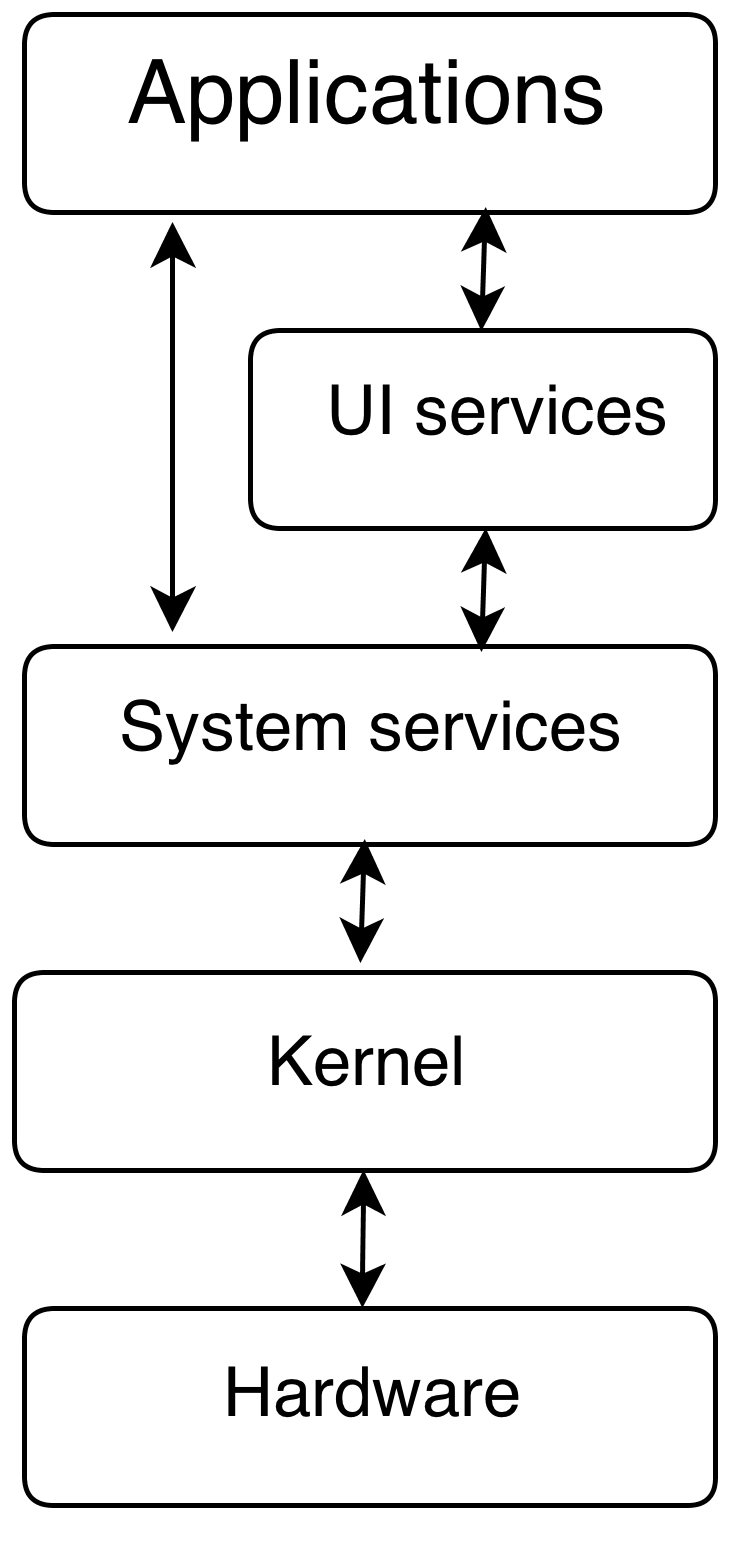 Applications
UI services
System services
Kernel
Hardware